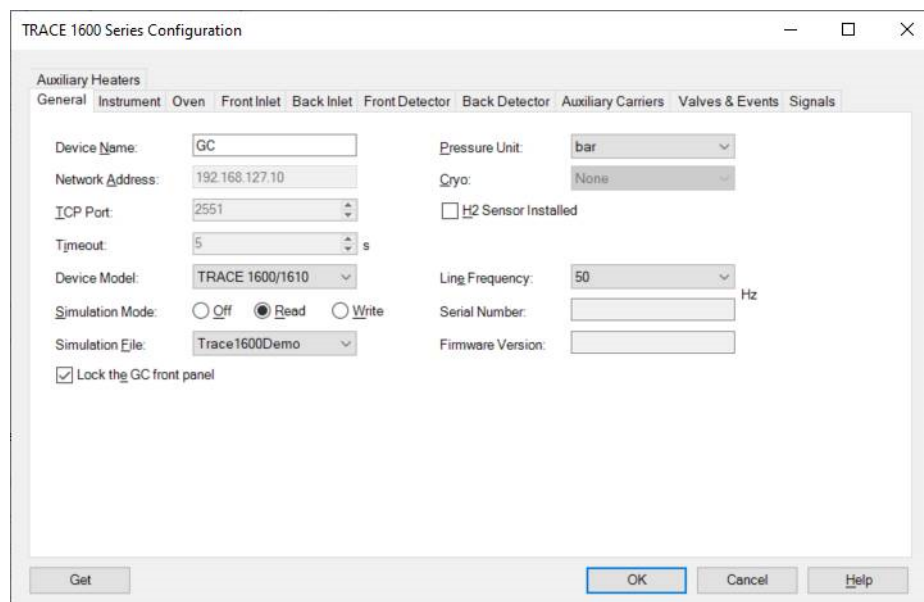 TRACE 1600 Series Configuration
Auxiliary Heaters
General Instrument Oven Front Inlet Back Inlet Front Detector Back Detector Auxiliary Carriers Valves & Events Signals
Device Name: GC Pressure Unit: bar
Network Address: 192.168.127.10 Cryo: None
TCP Port: 2551 H2 Sensor Installed
Timeout: 5 s
Device Model: TRACE 1600/1610 Line Frequency: 50 Hz
Simulation Mode: Off Read Write Serial Number:
Simulation File: Trace1600Demo Firmware Version:
Lock the GC front panel
Get OK Cancel Help